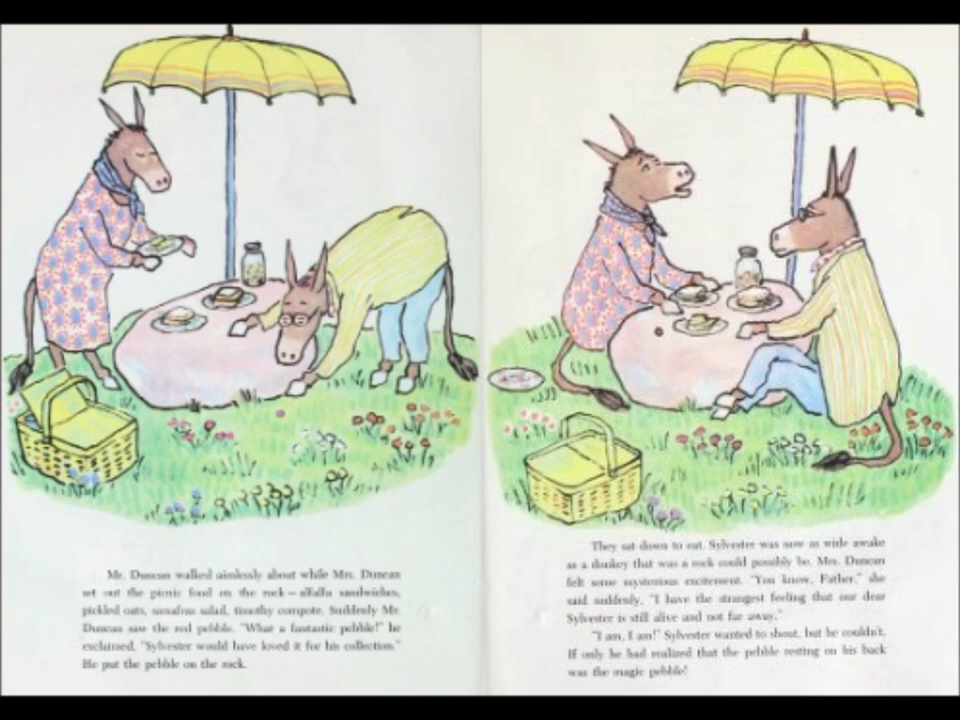 Mr. Duncan walked aimlessly about while Mrs. Duncan
set out the picnic food on the rock—alfalfa sandwiches,
pickled oats, sassafras salad, timothy compote. Suddenly Mr.
Duncan saw the red pebble. "What a fantastic pebble!" he
exclaimed. "Sylvester would have loved it for his collection."
He put the pebble on the rock.
They sat down to eat. Sylvester was now as wide awake
as a donkey that was a rock could possibly be. Mrs. Duncan
felt some mysterious excitement. "You know, Father," she
said suddenly, "I have the strangest feeling that our dear
Sylvester is still alive and not far away."
"I am, I am!" Sylvester wanted to shout, but he couldn't.
If only he had realized that the pebble resting on his back
was the magic pebble!